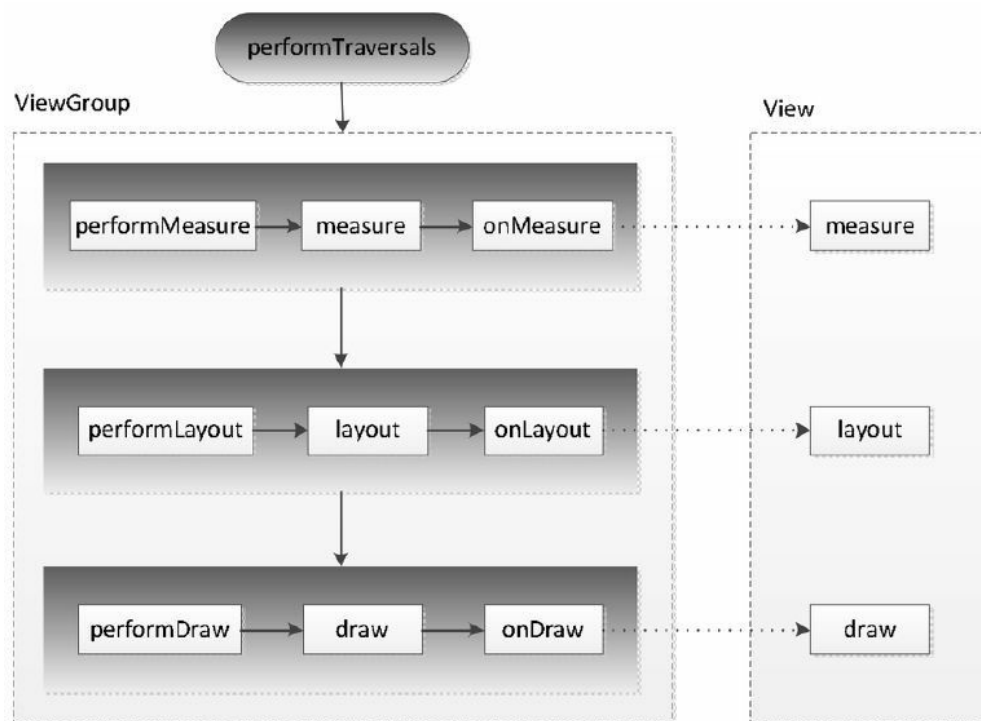 performTraversals
ViewGroup
View
performMeasure
measure
onMeasure
measure
performLayout
layout
onLayout
layout
performDraw
draw
onDraw
draw